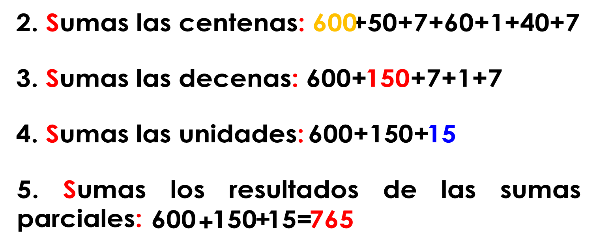 2. Sumas las centenas: 600+50+7+60+1+40+7
3. Sumas las decenas: 600+150+7+1+7
4. Sumas las unidades: 600+150+15
5. Sumas los resultados de las sumas
parciales: 600+150+15=765